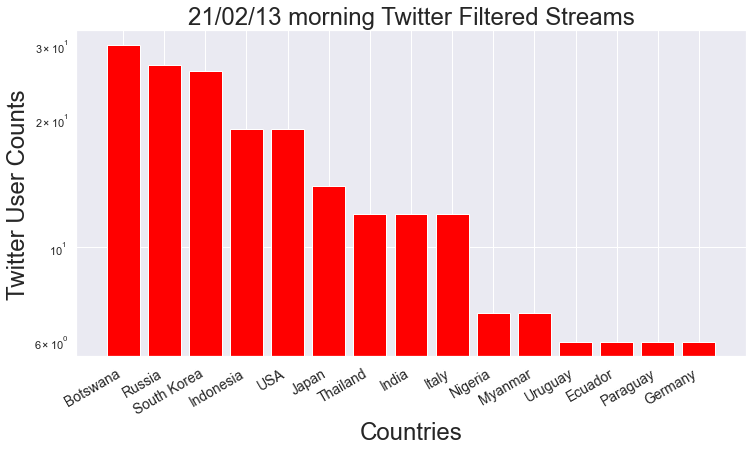 21/02/13 morning Twitter Filtered Streams
Twitter User Counts
3 × 10¹
2 × 10¹
10¹
6 × 10⁰
Botswana
Russia
South Korea
Indonesia
USA
Japan
Thailand
India
Italy
Nigeria
Myanmar
Uruguay
Ecuador
Paraguay
Germany
Countries